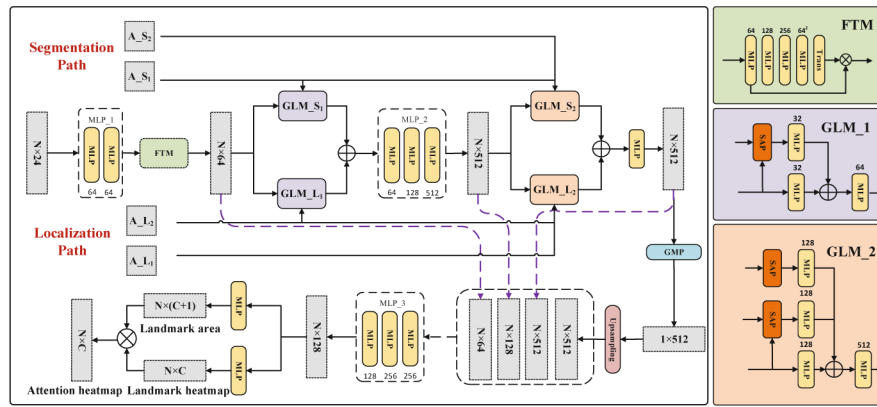 Segmentation
Path
A_S₂
A_S₁
N×24
MLP_1
MLP
MLP
64
64
FTM
N×64
GLM_S₁
GLM_L₁
MLP_2
MLP
MLP
MLP
64
128
512
N×512
GLM_S₂
GLM_L₂
MLP
N×512
Localization
Path
A_L₂
A_L₁
GMP
1×512
Upsampling
N×64
N×128
N×512
N×512
MLP_3
MLP
MLP
MLP
128
256
256
N×128
MLP
MLP
N×(C+1)
Landmark area
N×C
Landmark heatmap
N×C
Attention heatmap
FTM
64
128
256
64²
MLP
MLP
MLP
MLP
Trans
GLM_1
SAP
32
MLP
32
MLP
64
MLP
GLM_2
SAP
128
MLP
SAP
128
MLP
128
MLP
512
MLP